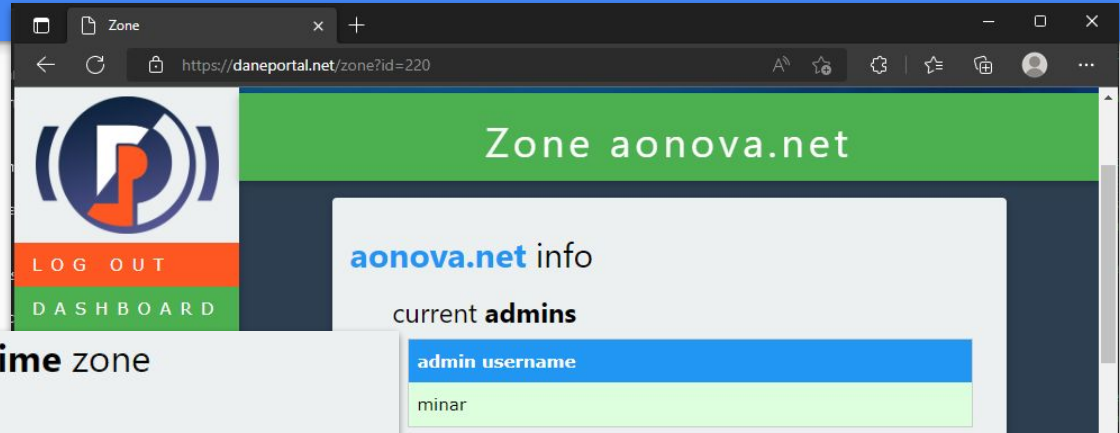 Zone
https://daneportal.net/zone?id=220
Zone aonova.net
LOG OUT
DASHBOARD
aonova.net info
current admins
admin username
minar
ime zone